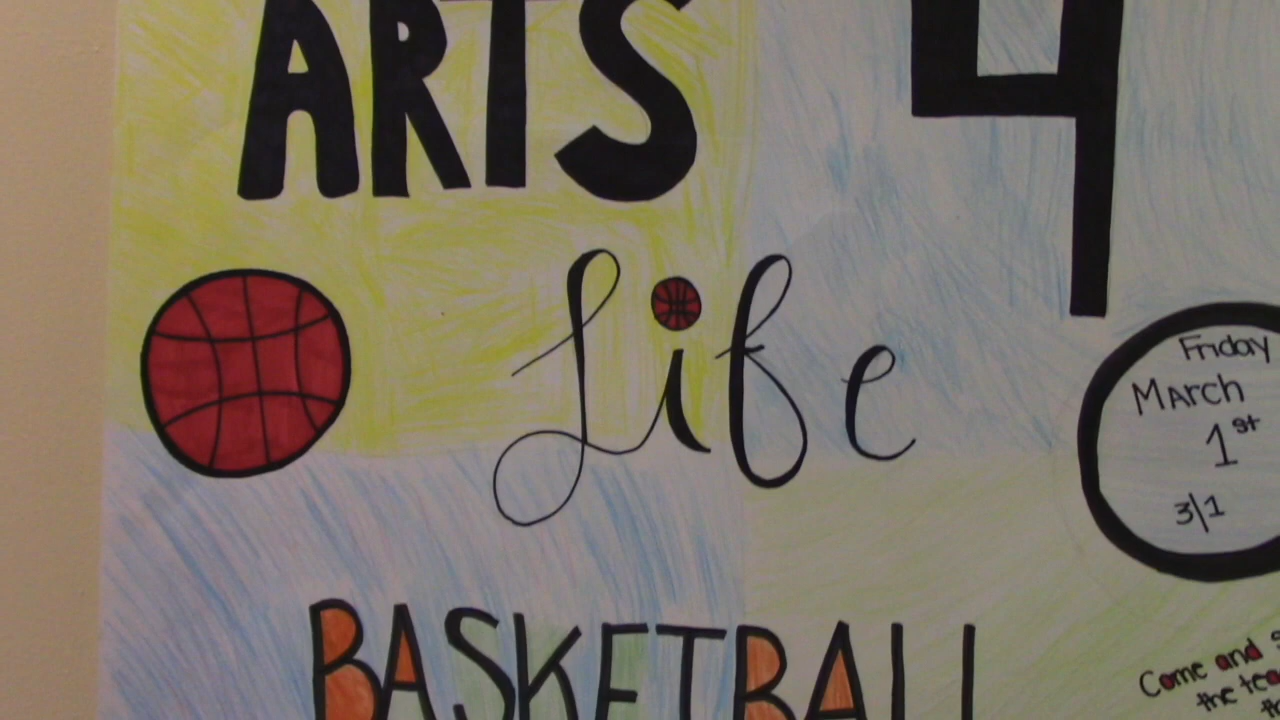 ARTS 4
Life
Friday
March
1st
3/1
BASKETBALL
Come and
the